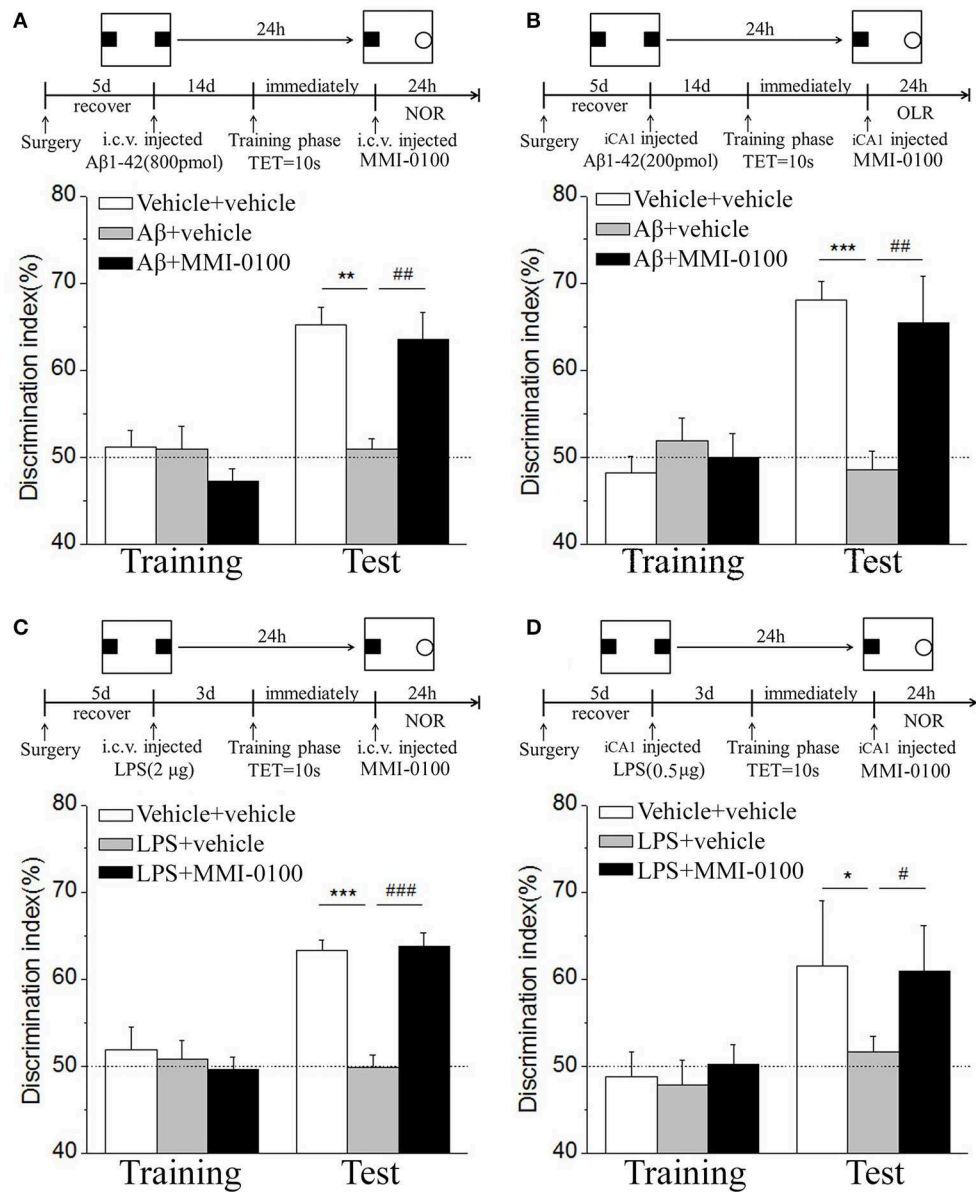 A
24h
5d
14d
immediately
24h
recover
NOR
Surgery
i.c.v. injected
Aβ1-42(800pmol)
Training phase
TET=10s
i.c.v. injected
MMI-0100
80
70
60
50
40
Discrimination index(%)
Vehicle+vehicle
Aβ+vehicle
Aβ+MMI-0100
**
##
Training
Test
B
24h
5d
14d
immediately
24h
recover
OLR
Surgery
iCA1 injected
Aβ1-42(200pmol)
Training phase
TET=10s
iCA1 injected
MMI-0100
80
70
60
50
40
Discrimination index(%)
Vehicle+vehicle
Aβ+vehicle
Aβ+MMI-0100
***
##
Training
Test
C
24h
5d
3d
immediately
24h
recover
NOR
Surgery
i.c.v. injected
LPS(2 μg)
Training phase
TET=10s
i.c.v. injected
MMI-0100
80
70
60
50
40
Discrimination index(%)
Vehicle+vehicle
LPS+vehicle
LPS+MMI-0100
***
###
Training
Test
D
24h
5d
3d
immediately
24h
recover
NOR
Surgery
iCA1 injected
LPS(0.5μg)
Training phase
TET=10s
iCA1 injected
MMI-0100
80
70
60
50
40
Discrimination index(%)
Vehicle+vehicle
LPS+vehicle
LPS+MMI-0100
*
#
Training
Test